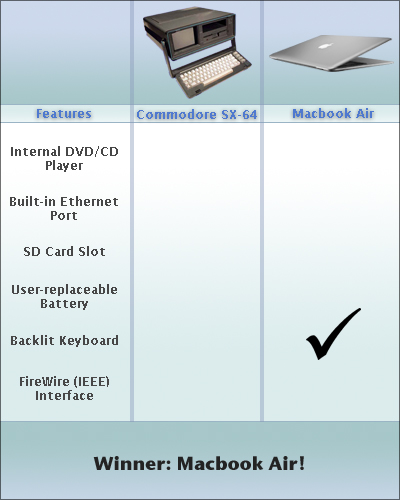 Features
Commodore SX-64
Macbook Air
Internal DVD/CD
Player
Built-in Ethernet
Port
SD Card Slot
User-replaceable
Battery
Backlit Keyboard
FireWire (IEEE)
Interface
Winner: Macbook Air!